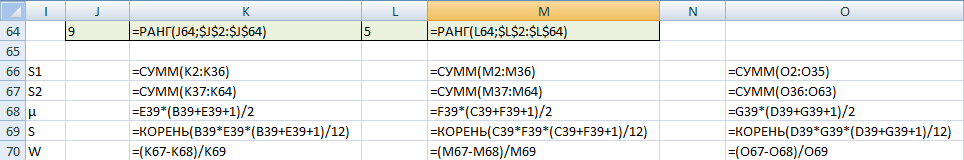 I J K L M N O
64 9 =РАНГ(J64;$J$2:$J$64) 5 =РАНГ(L64;$L$2:$L$64)
65
66 S1 =СУММ(K2:K36) =СУММ(M2:M36) =СУММ(O2:O35)
67 S2 =СУММ(K37:K64) =СУММ(M37:M64) =СУММ(O36:O63)
68 μ =E39*(B39+E39+1)/2 =F39*(C39+F39+1)/2 =G39*(D39+G39+1)/2
69 S =КОРЕНЬ(B39*E39*(B39+E39+1)/12) =КОРЕНЬ(C39*F39*(C39+F39+1)/12) =КОРЕНЬ(D39*G39*(D39+G39+1)/12)
70 W =(K67-K68)/K69 =(M67-M68)/M69 =(O67-O68)/O69